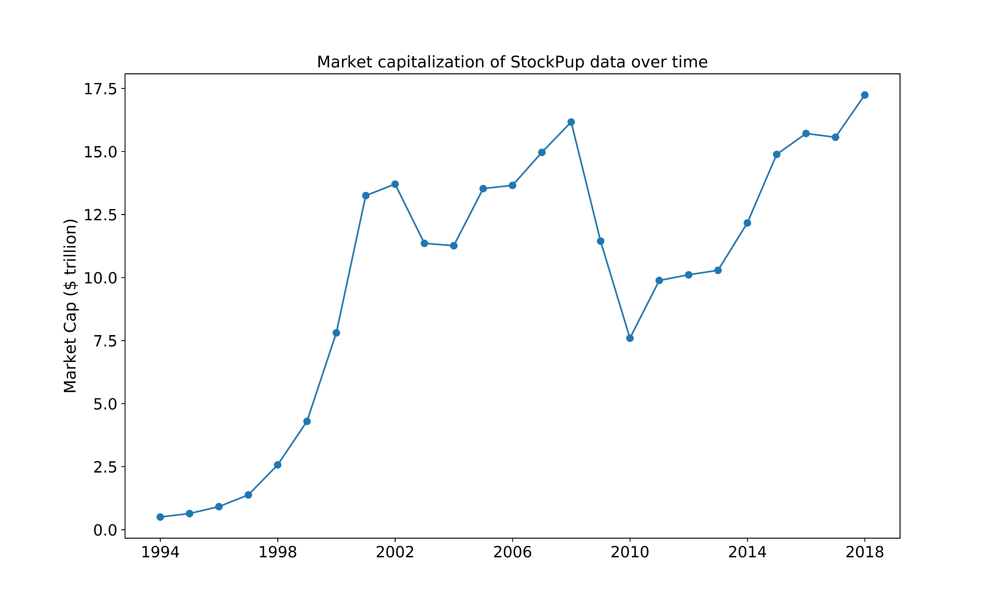 Market capitalization of StockPup data over time
Market Cap ($ trillion)
17.5
15.0
12.5
10.0
7.5
5.0
2.5
0.0
1994 1998 2002 2006 2010 2014 2018